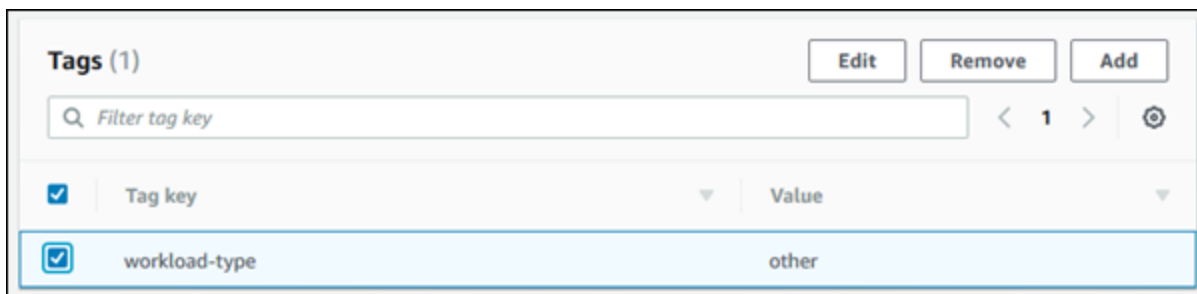 Tags (1) Edit Remove Add
Filter tag key 1
Tag key Value
workload-type other